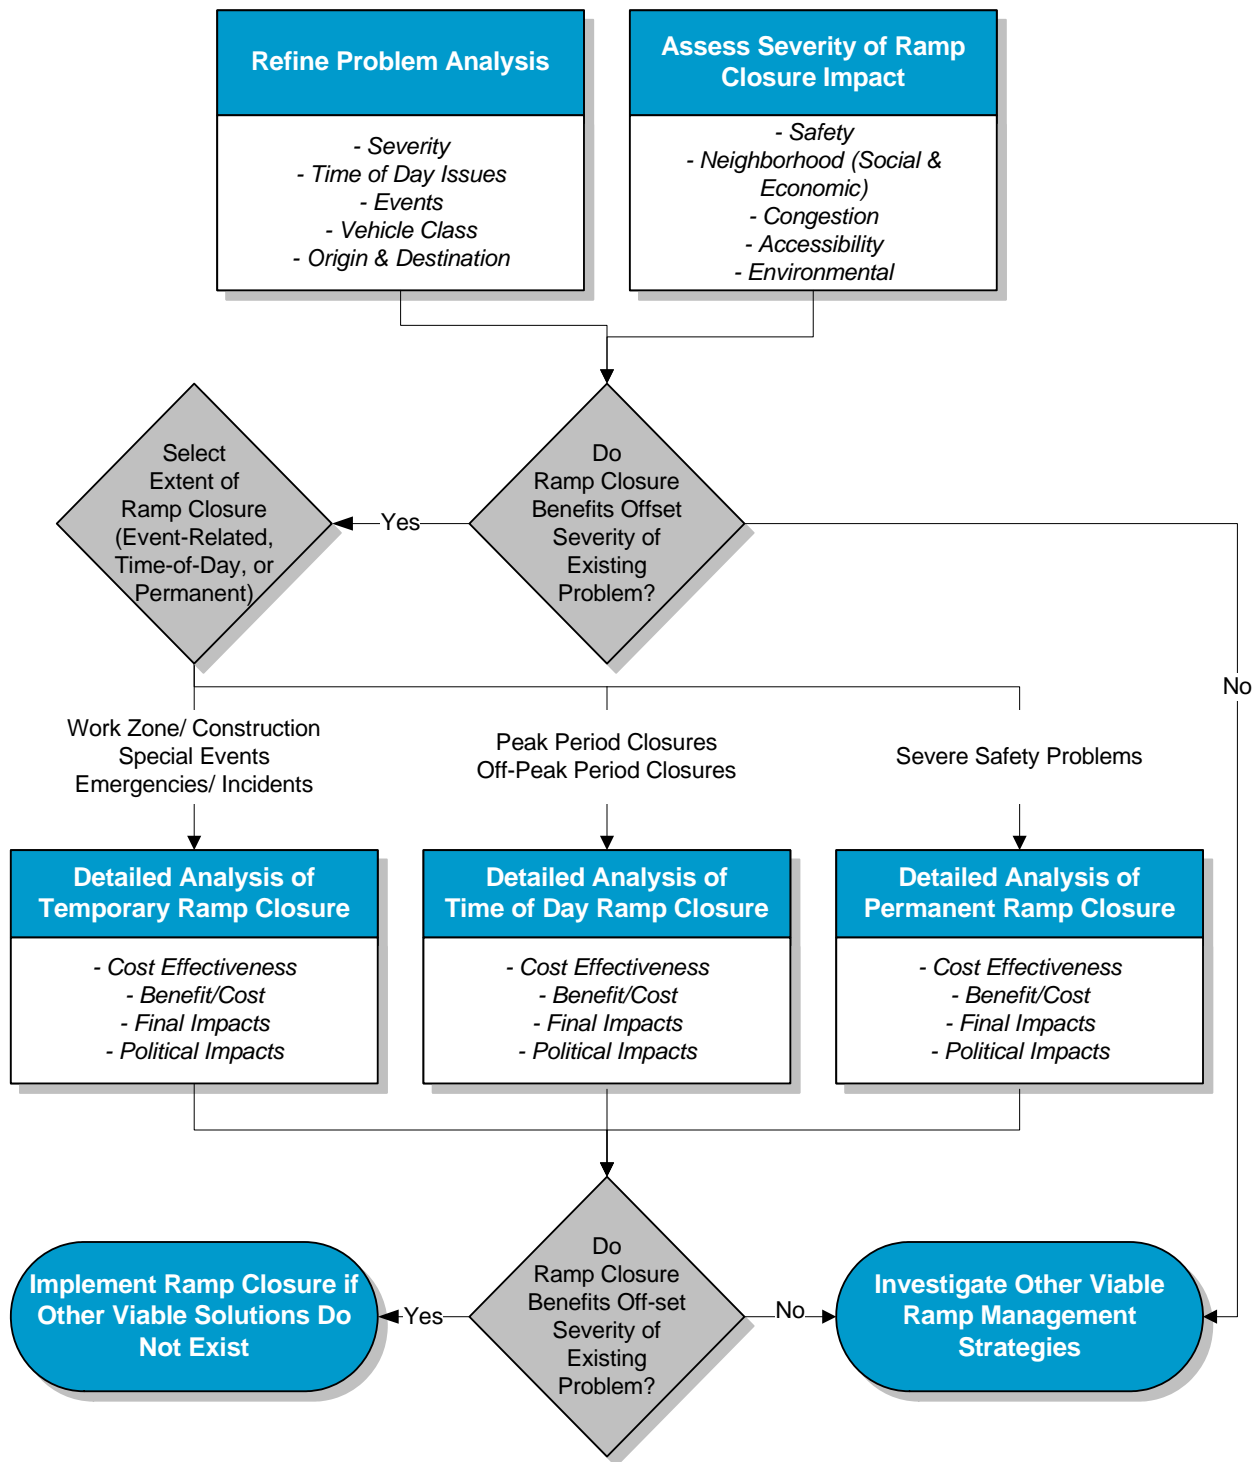 Refine Problem Analysis
- Severity
- Time of Day Issues
- Events
- Vehicle Class
- Origin & Destination
Assess Severity of Ramp
Closure Impact
- Safety
- Neighborhood (Social &
Economic)
- Congestion
- Accessibility
- Environmental
Select
Extent of
Ramp Closure
(Event-Related,
Time-of-Day, or
Permanent)
Yes
Do
Ramp Closure
Benefits Offset
Severity of
Existing
Problem?
No
Work Zone/ Construction
Special Events
Emergencies/ Incidents
Peak Period Closures
Off-Peak Period Closures
Severe Safety Problems
Detailed Analysis of
Temporary Ramp Closure
- Cost Effectiveness
- Benefit/Cost
- Final Impacts
- Political Impacts
Detailed Analysis of
Time of Day Ramp Closure
- Cost Effectiveness
- Benefit/Cost
- Final Impacts
- Political Impacts
Detailed Analysis of
Permanent Ramp Closure
- Cost Effectiveness
- Benefit/Cost
- Final Impacts
- Political Impacts
Implement Ramp Closure if
Other Viable Solutions Do
Not Exist
Yes
Do
Ramp Closure
Benefits Off-set
Severity of
Existing
Problem?
No
Investigate Other Viable
Ramp Management
Strategies